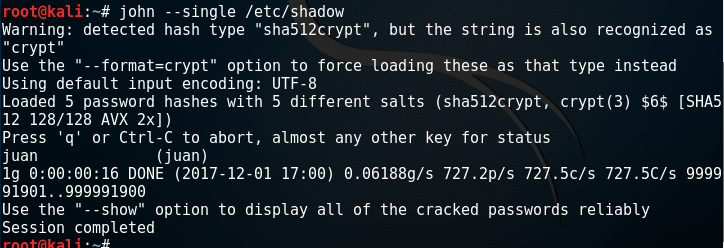 root@kali:~# john --single /etc/shadow
Warning: detected hash type "sha512crypt", but the string is also recognized as
"crypt"
Use the "--format=crypt" option to force loading these as that type instead
Using default input encoding: UTF-8
Loaded 5 password hashes with 5 different salts (sha512crypt, crypt(3) $6$ [SHA5
12 128/128 AVX 2x])
Press 'q' or Ctrl-C to abort, almost any other key for status
juan             (juan)
1g 0:00:00:16 DONE (2017-12-01 17:00) 0.06188g/s 727.2p/s 727.5c/s 727.5C/s 9999
91901..999991900
Use the "--show" option to display all of the cracked passwords reliably
Session completed
root@kali:~#